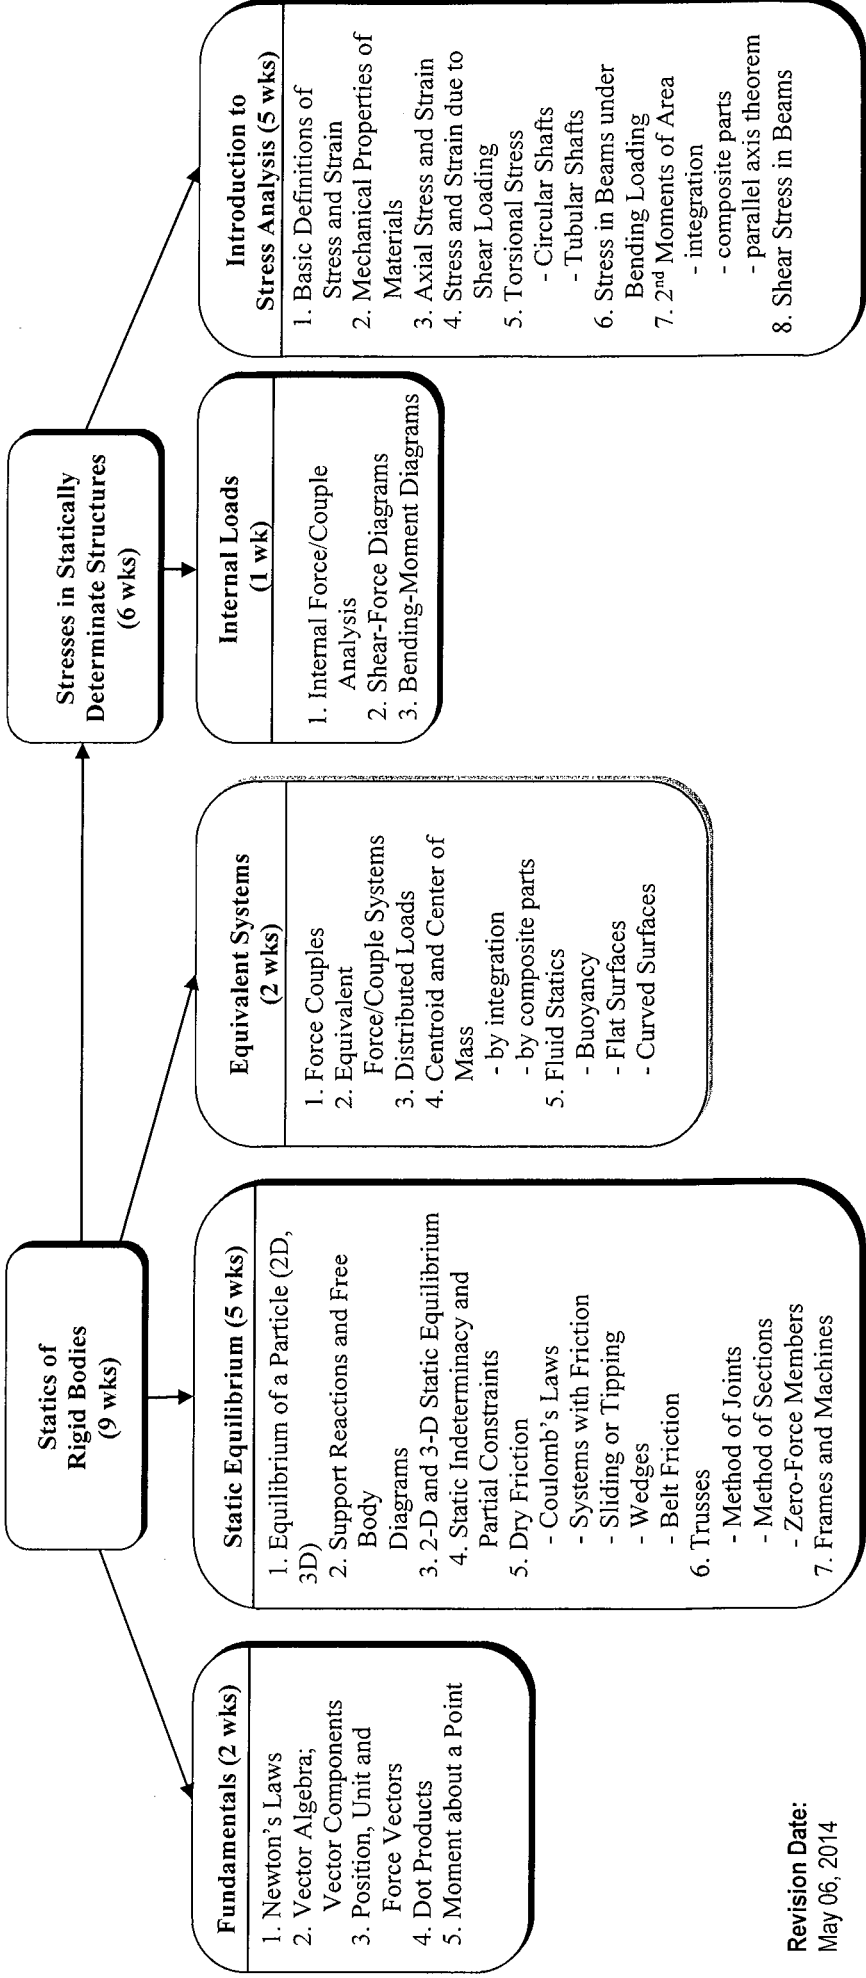 Statics of
Rigid Bodies
(9 wks)
Stresses in Statically
Determinate Structures
(6 wks)
Fundamentals (2 wks)
1. Newton's Laws
2. Vector Algebra;
Vector Components
3. Position, Unit and
Force Vectors
4. Dot Products
5. Moment about a Point
Static Equilibrium (5 wks)
1. Equilibrium of a Particle (2D,
3D)
2. Support Reactions and Free
Body
Diagrams
3. 2-D and 3-D Static Equilibrium
4. Static Indeterminacy and
Partial Constraints
5. Dry Friction
- Coulomb's Laws
- Systems with Friction
- Sliding or Tipping
- Wedges
- Belt Friction
6. Trusses
- Method of Joints
- Method of Sections
- Zero-Force Members
7. Frames and Machines
Equivalent Systems
(2 wks)
1. Force Couples
2. Equivalent
Force/Couple Systems
3. Distributed Loads
4. Centroid and Center of
Mass
- by integration
- by composite parts
5. Fluid Statics
- Buoyancy
- Flat Surfaces
- Curved Surfaces
Internal Loads
(1 wk)
1. Internal Force/Couple
Analysis
2. Shear-Force Diagrams
3. Bending-Moment Diagrams
Introduction to
Stress Analysis (5 wks)
1. Basic Definitions of
Stress and Strain
2. Mechanical Properties of
Materials
3. Axial Stress and Strain
4. Stress and Strain due to
Shear Loading
5. Torsional Stress
- Circular Shafts
- Tubular Shafts
6. Stress in Beams under
Bending Loading
7. 2nd Moments of Area
- integration
- composite parts
- parallel axis theorem
8. Shear Stress in Beams
Revision Date:
May 06, 2014